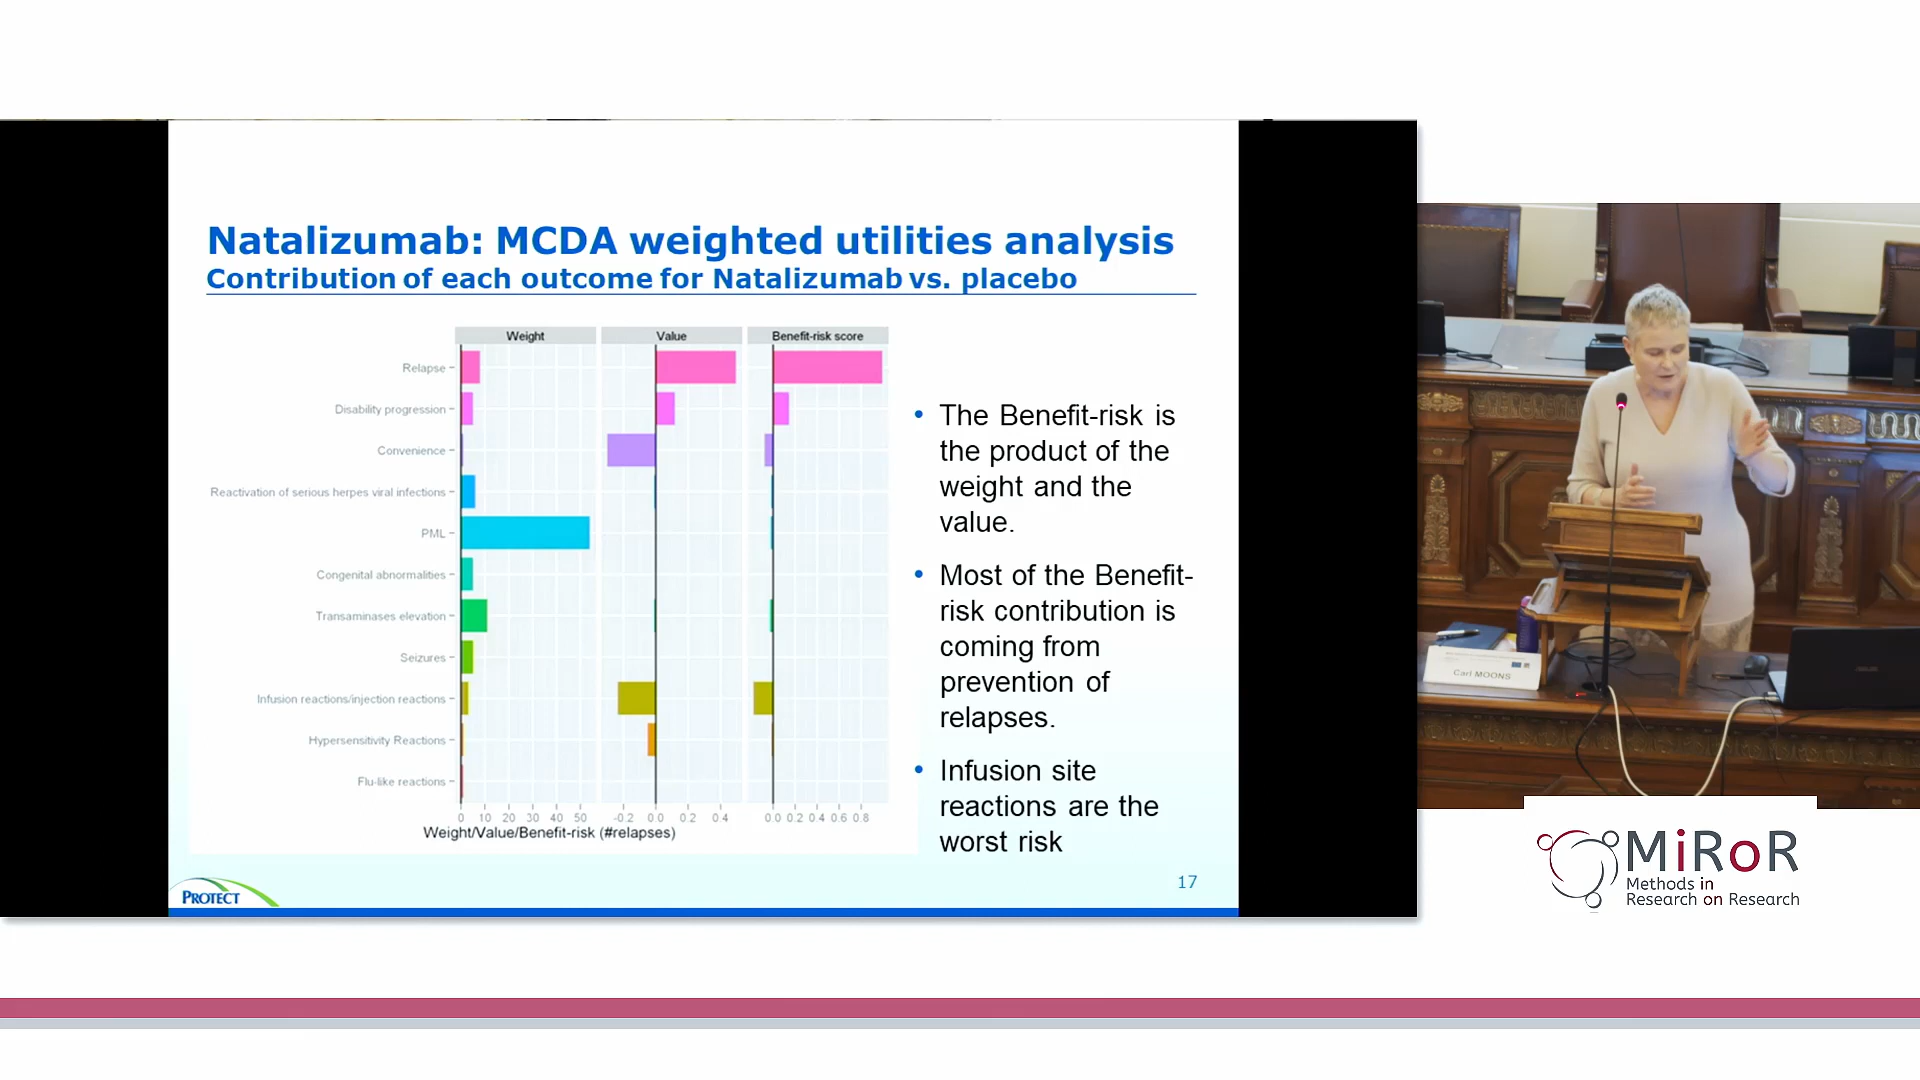 Natalizumab: MCDA weighted utilities analysis
Contribution of each outcome for Natalizumab vs. placebo
Weight
Value
Benefit-risk score
Relapse
Disability progression
Convenience
Reactivation of serious herpes viral infections
PML
Congenital abnormalities
Transaminases elevation
Seizures
Infusion reactions/injection reactions
Hypersensitivity Reactions
Flu-like reactions
0 10 20 30 40 50
-0.2 0.0 0.2 0.4
0.0 0.2 0.4 0.6 0.8
Weight/Value/Benefit-risk (#relapses)
• The Benefit-risk is
the product of the
weight and the
value.
• Most of the Benefit-
risk contribution is
coming from
prevention of
relapses.
• Infusion site
reactions are the
worst risk
PROTECT
17
Carl MOONS
MiRoR
Methods in
Research on Research